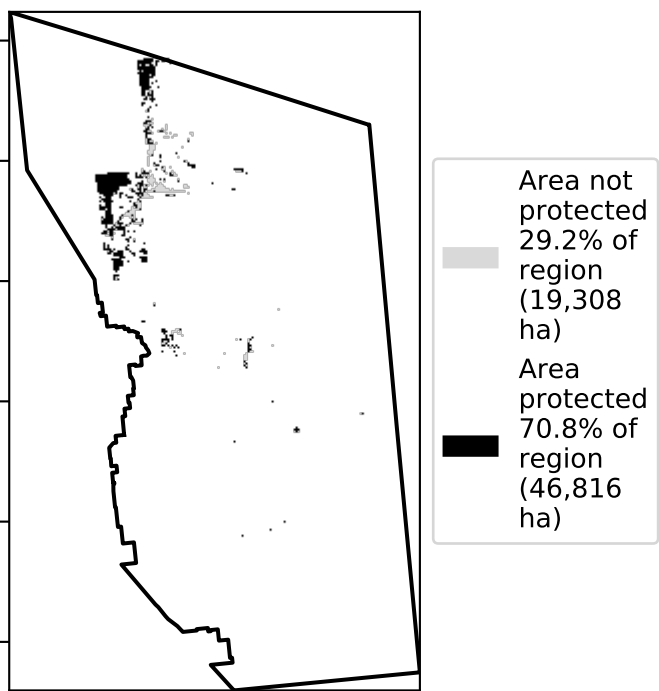 Area not
protected
29.2% of
region
(19,308
ha)
Area
protected
70.8% of
region
(46,816
ha)